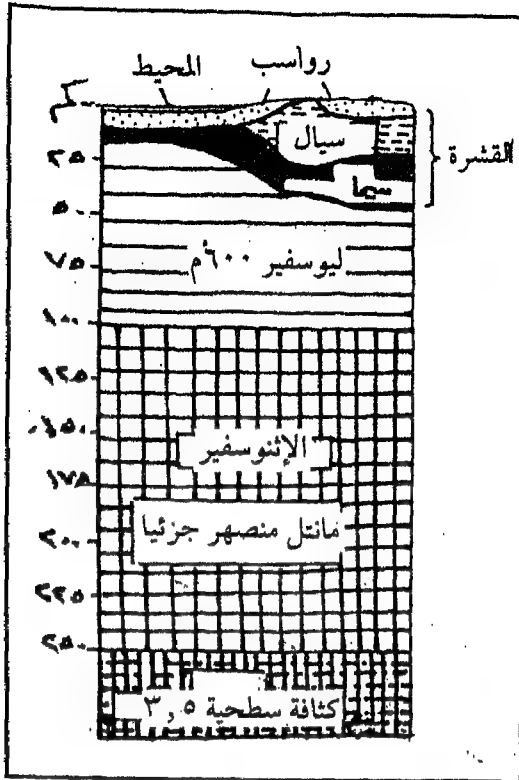 رواسب
المحيط
كم
سيال
القشرة
٢٥
سيما
٥٠
ليوسفير ٦٠٠°م
٧٥
١٠٠
١٢٥
١٥٠
الإثنوسفير
١٧٥
مانتل منصهر جزئيا
٢٠٠
٢٢٥
٢٥٠
كثافة سطحية ٣,٥